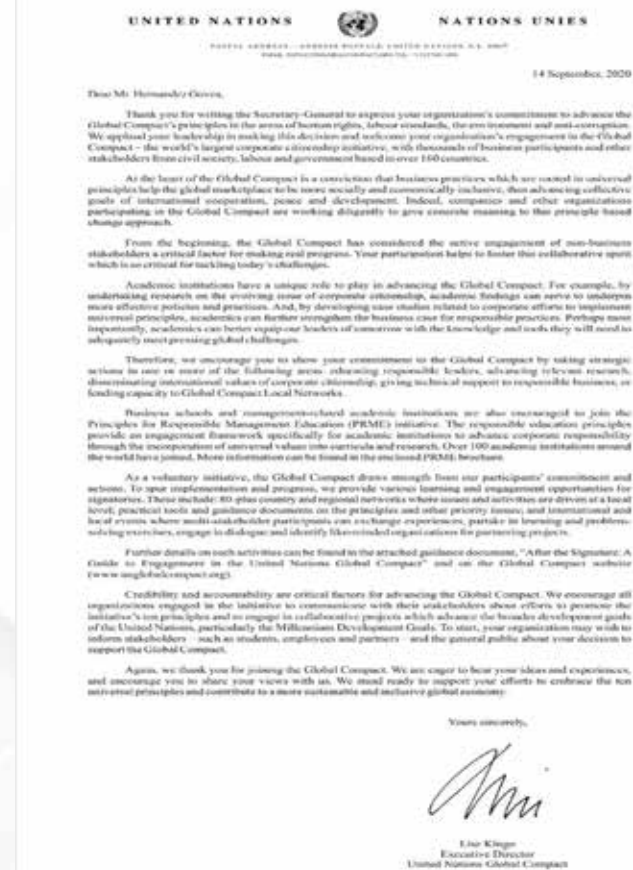 UNITED NATIONS NATIONS UNIES
POSTAL ADDRESS—ADRESSE POSTALE: UNITED NATIONS, N.Y. 10017
14 September, 2020
Dear Mr. Hernandez
Thank you for writing the Secretary-General to express your organization's commitment to advance the
Global Compact's principles in the areas of human rights, labour standards, the environment and anti-corruption.
We applaud your leadership in making this decision and welcome your organization's engagement in the Global
Compact – the world's largest corporate citizenship initiative, with thousands of business participants and other
stakeholders from civil society, labour and government based in over 160 countries.
At the heart of the Global Compact is a conviction that business practices which are rooted in universal
principles help the global marketplace to be more socially and economically inclusive, thus advancing collective
goals of international cooperation, peace and development. Indeed, companies and other organizations
participating in the Global Compact are working diligently to give concrete meaning to this principle based
change approach.
From the beginning, the Global Compact has considered the active engagement of non-business
stakeholders a critical factor for making real progress. Your participation helps to foster this collaborative spirit
which is so critical for tackling today's challenges.
Academic institutions have a unique role to play in advancing the Global Compact. For example, by
undertaking research on the evolving issue of corporate citizenship, academic findings can serve to underpin
more effective policies and practices. And, by developing case studies related to corporate efforts to implement
universal principles, academics can further strengthen the business case for responsible practices. Perhaps most
importantly, academics can better equip our leaders of tomorrow with the knowledge and tools they will need to
adequately meet pressing global challenges.
Therefore, we encourage you to show your commitment to the Global Compact by taking strategic
actions in one or more of the following areas: educating responsible leaders, advancing relevant research,
disseminating international values of corporate citizenship, giving technical support to responsible business, or
lending capacity to Global Compact Local Networks.
Business schools and management-related academic institutions are also encouraged to join the
Principles for Responsible Management Education (PRME) initiative. The responsible education principles
provide an engagement framework specifically for academic institutions to advance corporate responsibility
through the incorporation of universal values into curricula and research. Over 100 academic institutions around
the world have joined. More information can be found in the enclosed PRME brochure.
As a voluntary initiative, the Global Compact draws strength from our participants' commitment and
actions. To spur implementation and progress, we provide various learning and engagement opportunities for
signatories. These include: 80-plus country and regional networks where issues and activities are driven at a local
level; practical tools and guidance documents on the principles and other priority issues; and international and
local events where multi-stakeholder participants can exchange experiences, partake in learning and problem-
solving exercises, engage in dialogue and identify like-minded organizations for partnering projects.
Further details on such activities can be found in the attached guidance document, "After the Signature: A
Guide to Engagement in the United Nations Global Compact" and on the Global Compact website
(www.unglobalcompact.org).
Credibility and accountability are critical factors for advancing the Global Compact. We encourage all
organizations engaged in the initiative to communicate with their stakeholders about efforts to promote the
initiative's ten principles and to engage in collaborative projects which advance the broader development goals
of the United Nations, particularly the Millennium Development Goals. To start, your organization may wish to
inform stakeholders – such as students, employees and partners – and the general public about your decision to
support the Global Compact.
Again, we thank you for joining the Global Compact. We are eager to hear your ideas and experiences,
and encourage you to share your views with us. We stand ready to support your efforts to embrace the ten
universal principles and contribute to a more sustainable and inclusive global economy.
Yours sincerely,
Lise Kingo
Executive Director
United Nations Global Compact